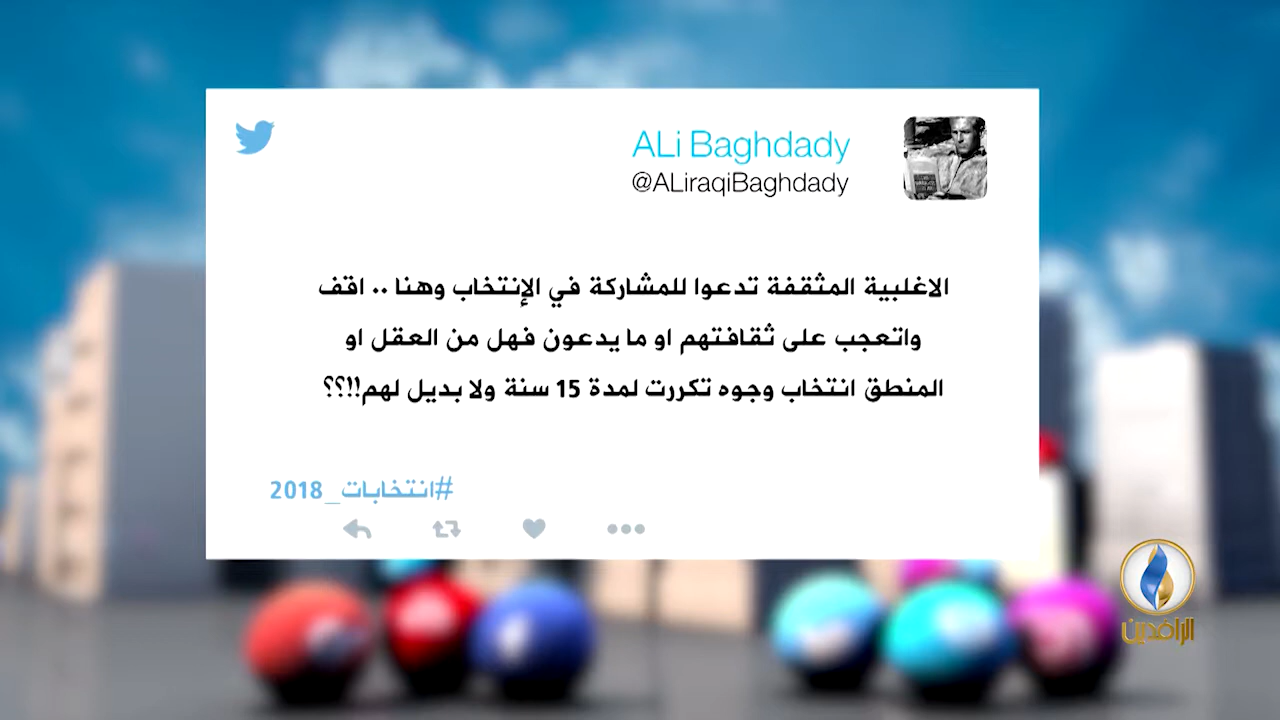 ALi Baghdady
@ALiraqiBaghdady
الاغلبية المثقفة تدعوا للمشاركة في الإنتخاب وهنا .. اقف
واتعجب على ثقافتهم او ما يدعون فهل من العقل او
المنطق انتخاب وجوه تكررت لمدة 15 سنة ولا بديل لهم!!؟؟
#انتخابات_2018
الرافدين